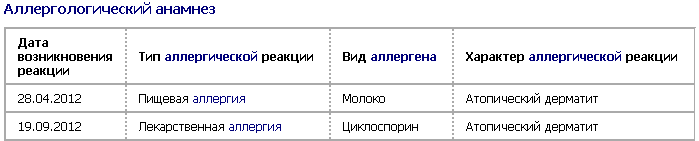 Аллергологический анамнез
Дата возникновения реакции Тип аллергической реакции Вид аллергена Характер аллергической реакции
28.04.2012 Пищевая аллергия Молоко Атопический дерматит
19.09.2012 Лекарственная аллергия Циклоспорин Атопический дерматит